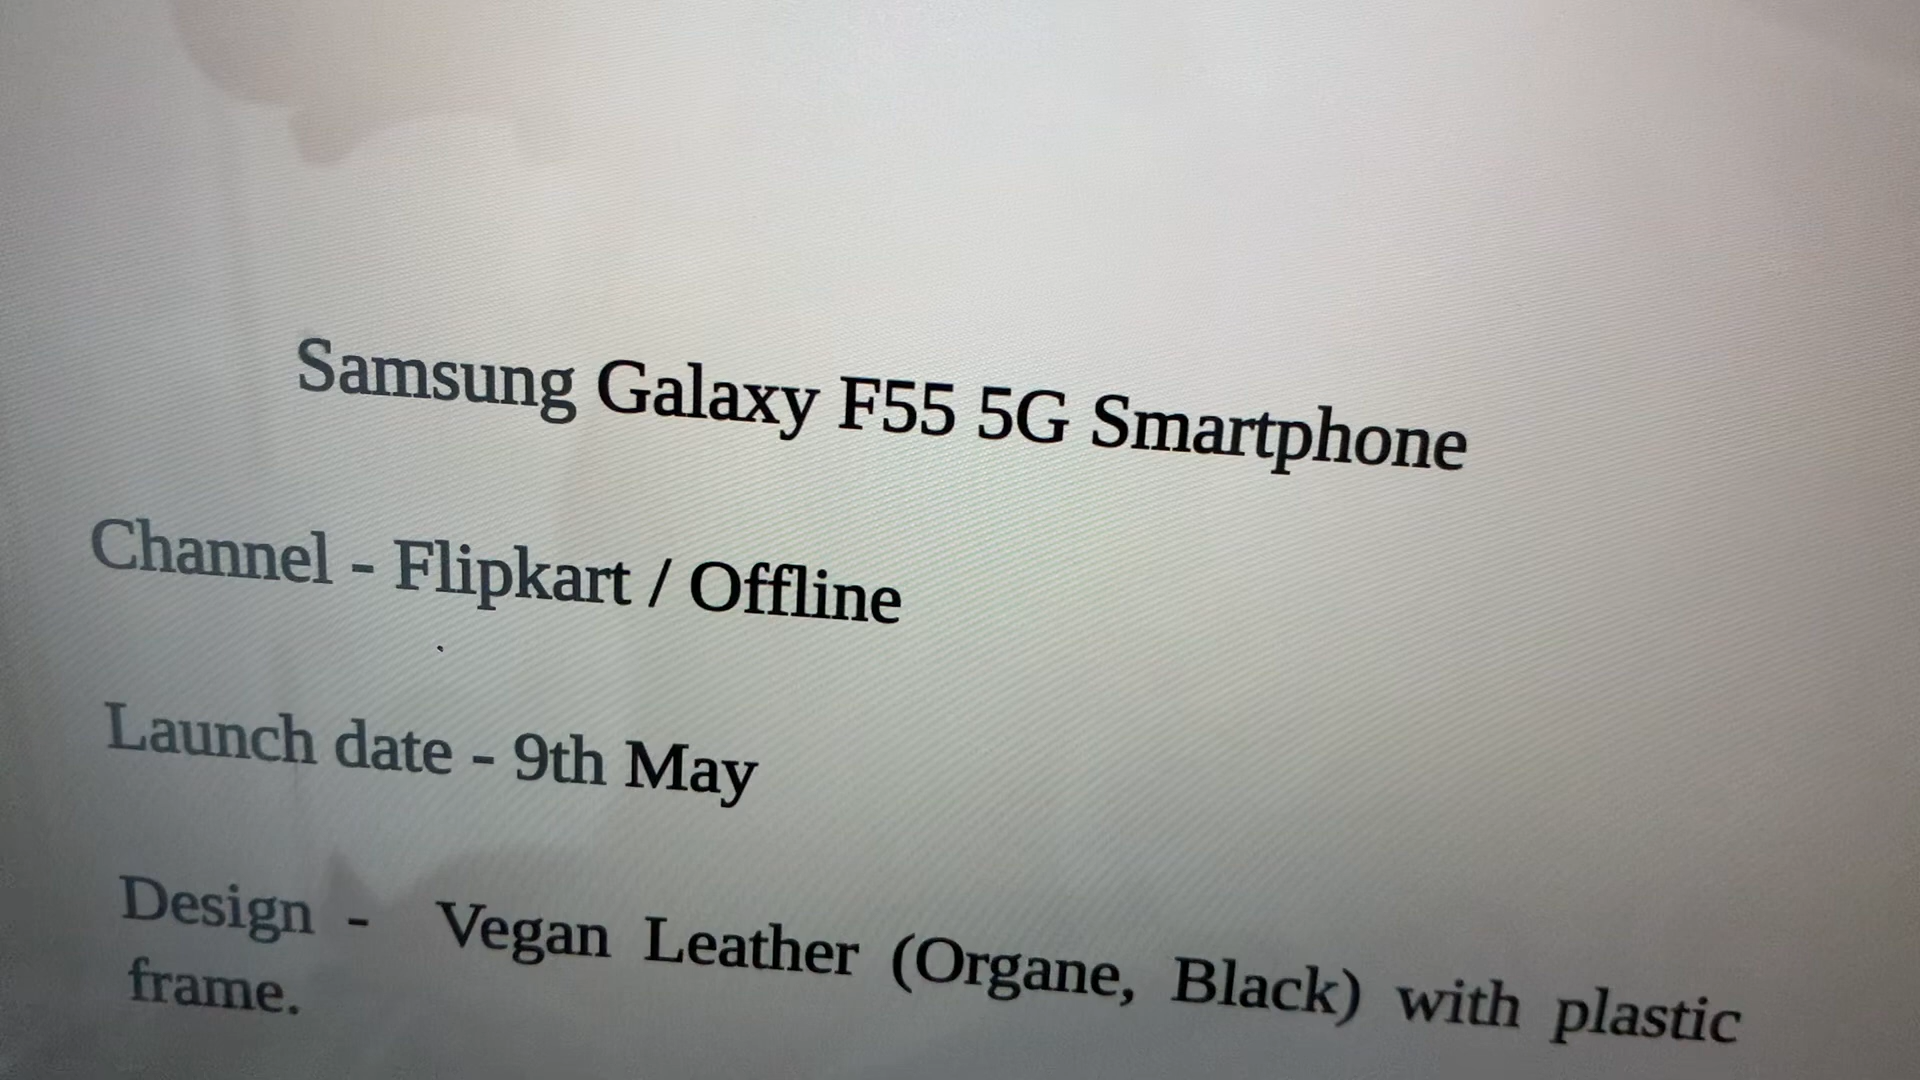 Samsung Galaxy F55 5G Smartphone
Channel - Flipkart / Offline
Launch date - 9th May
Design - Vegan Leather (Organe, Black) with plastic
frame.